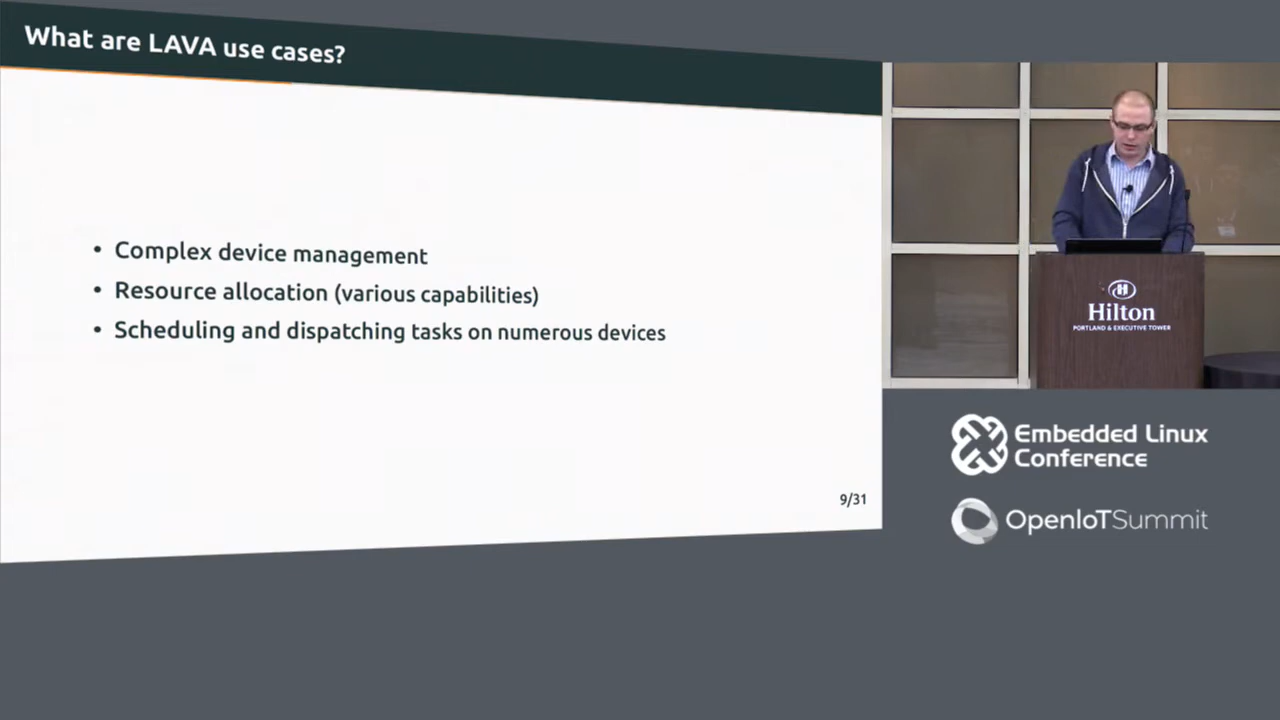 What are LAVA use cases?
• Complex device management
• Resource allocation (various capabilities)
• Scheduling and dispatching tasks on numerous devices
9/31
Hilton
PORTLAND & EXECUTIVE TOWER
Embedded Linux
Conference
OpenIoTSummit